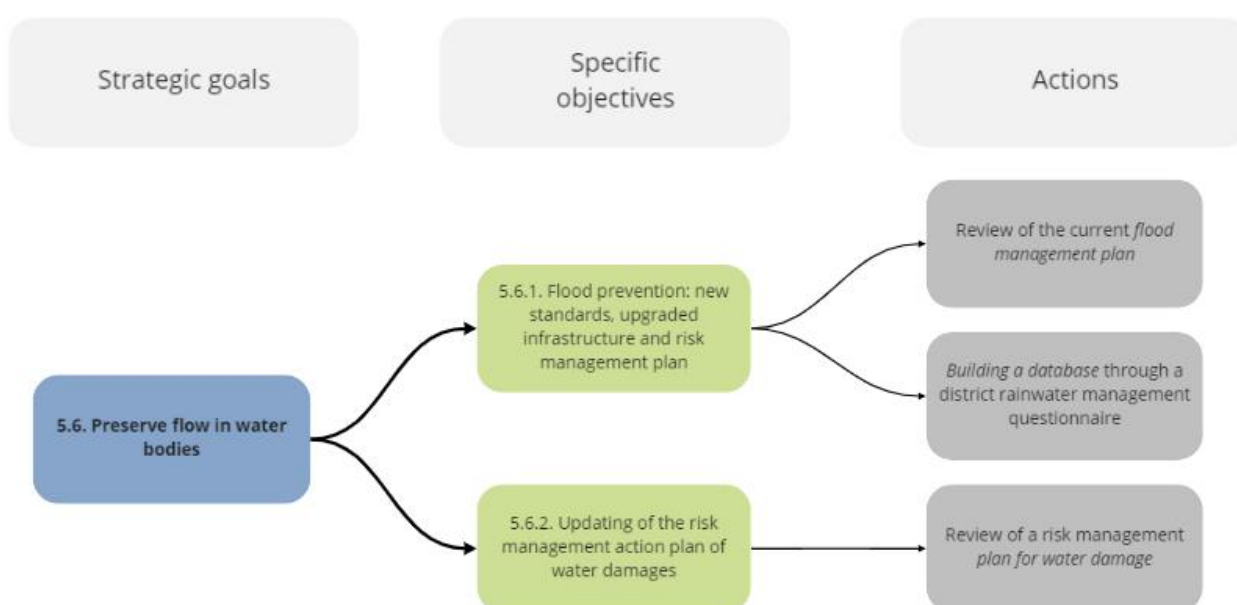 Strategic goals
Specific
objectives
Actions
5.6. Preserve flow in water
bodies
5.6.1. Flood prevention: new
standards, upgraded
infrastructure and risk
management plan
5.6.2. Updating of the risk
management action plan of
water damages
Review of the current flood
management plan
Building a database through a
district rainwater management
questionnaire
Review of a risk management
plan for water damage